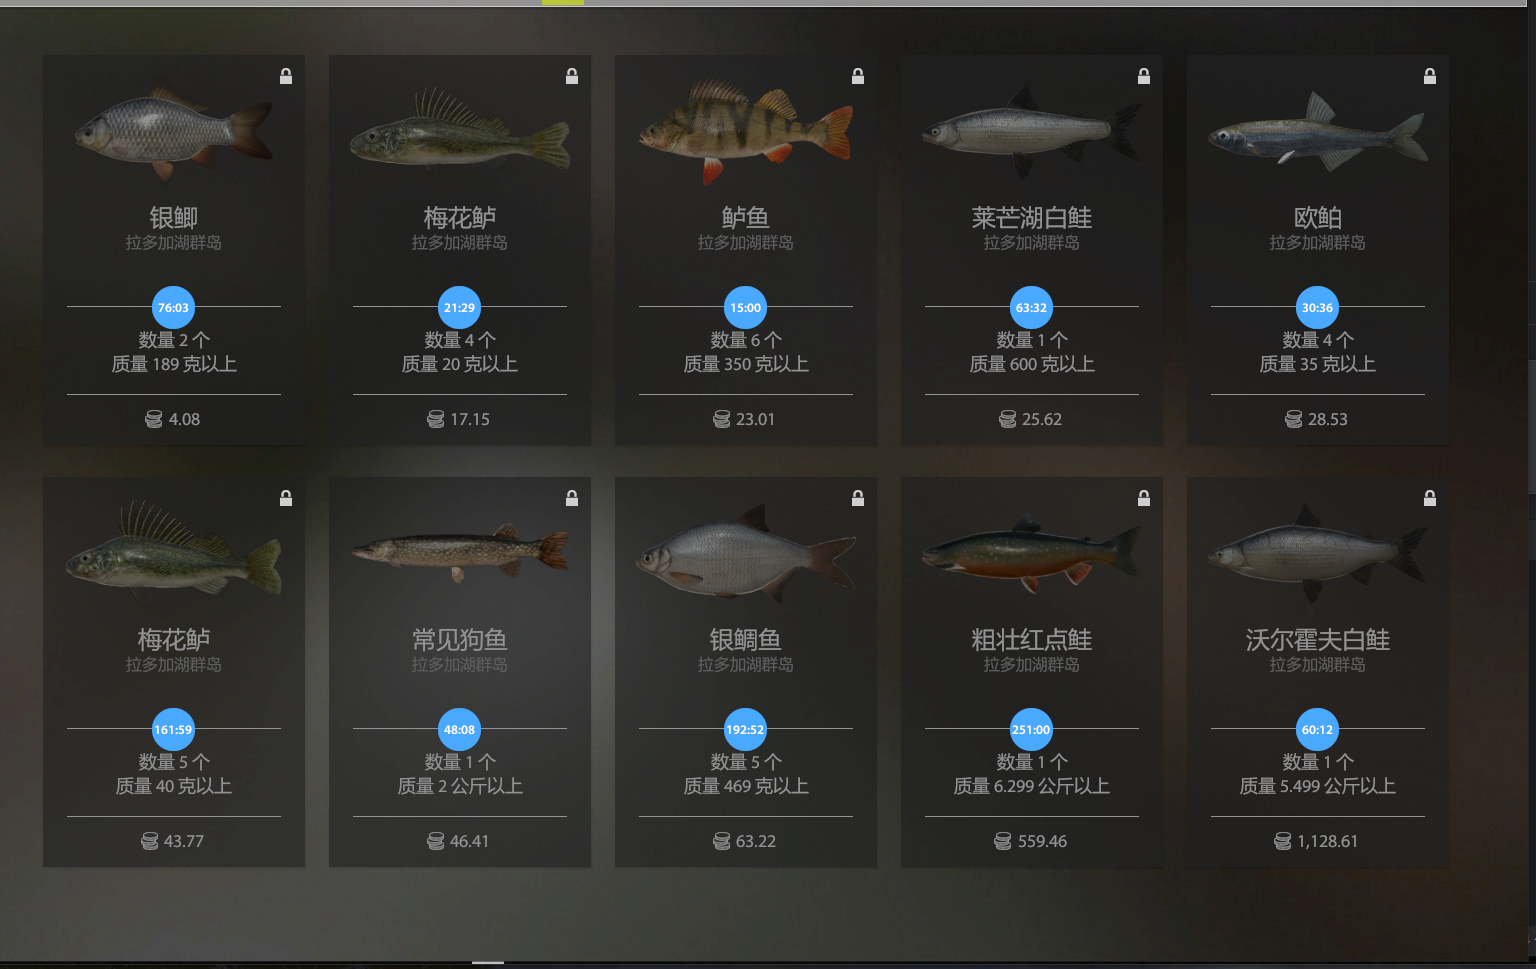 银鲫
拉多加湖群岛
76:03
数量 2 个
质量 189 克以上
4.08
梅花鲈
拉多加湖群岛
21:29
数量 4 个
质量 20 克以上
17.15
鲈鱼
拉多加湖群岛
15:00
数量 6 个
质量 350 克以上
23.01
莱芒湖白鲑
拉多加湖群岛
63:32
数量 1 个
质量 600 克以上
25.62
欧鲌
拉多加湖群岛
30:36
数量 4 个
质量 35 克以上
28.53
梅花鲈
拉多加湖群岛
161:59
数量 5 个
质量 40 克以上
43.77
常见狗鱼
拉多加湖群岛
48:08
数量 1 个
质量 2 公斤以上
46.41
银鲷鱼
拉多加湖群岛
192:52
数量 5 个
质量 469 克以上
63.22
粗壮红点鲑
拉多加湖群岛
251:00
数量 1 个
质量 6.299 公斤以上
559.46
沃尔霍夫白鲑
拉多加湖群岛
60:12
数量 1 个
质量 5.499 公斤以上
1,128.61